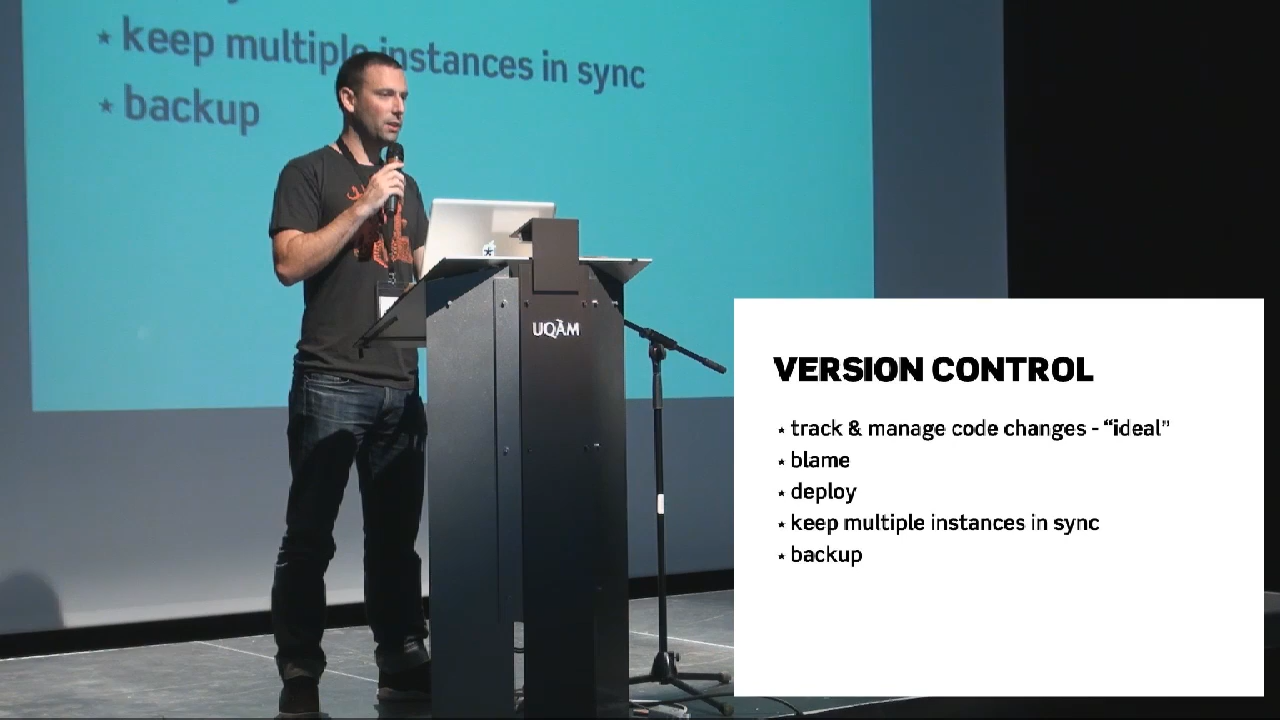 * keep multiple instances in sync
* backup
UQÀM
VERSION CONTROL
* track & manage code changes - “ideal”
* blame
* deploy
* keep multiple instances in sync
* backup